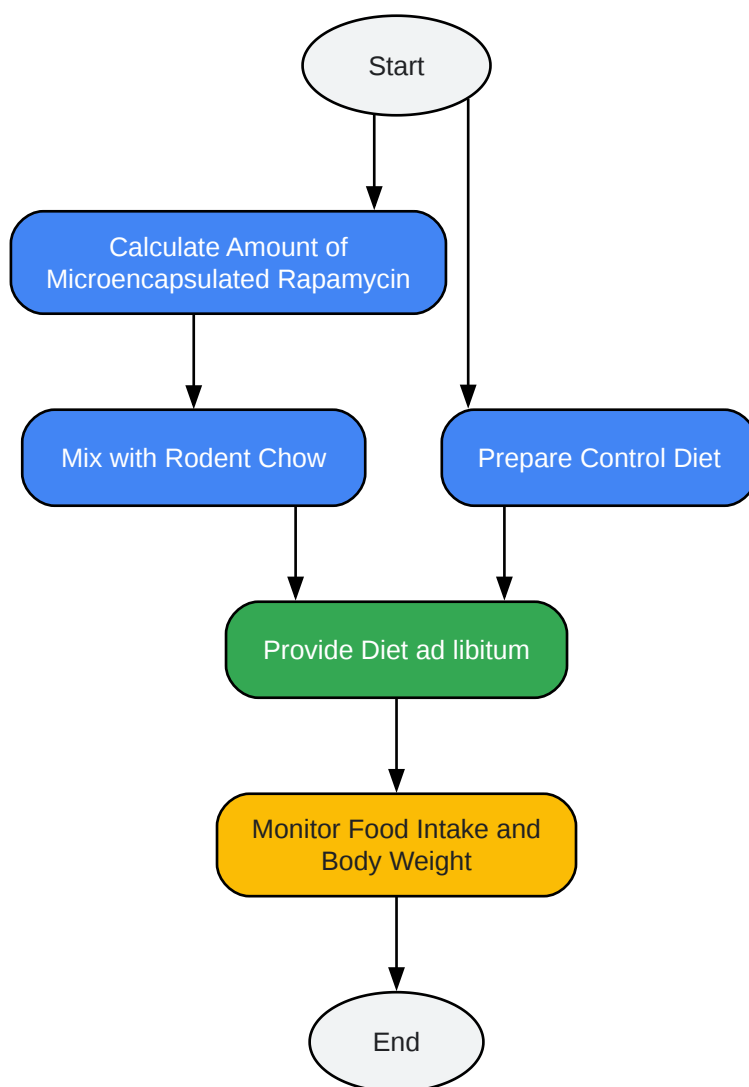 Start
Calculate Amount of
Microencapsulated Rapamycin
Mix with Rodent Chow
Prepare Control Diet
Provide Diet ad libitum
Monitor Food Intake and
Body Weight
End